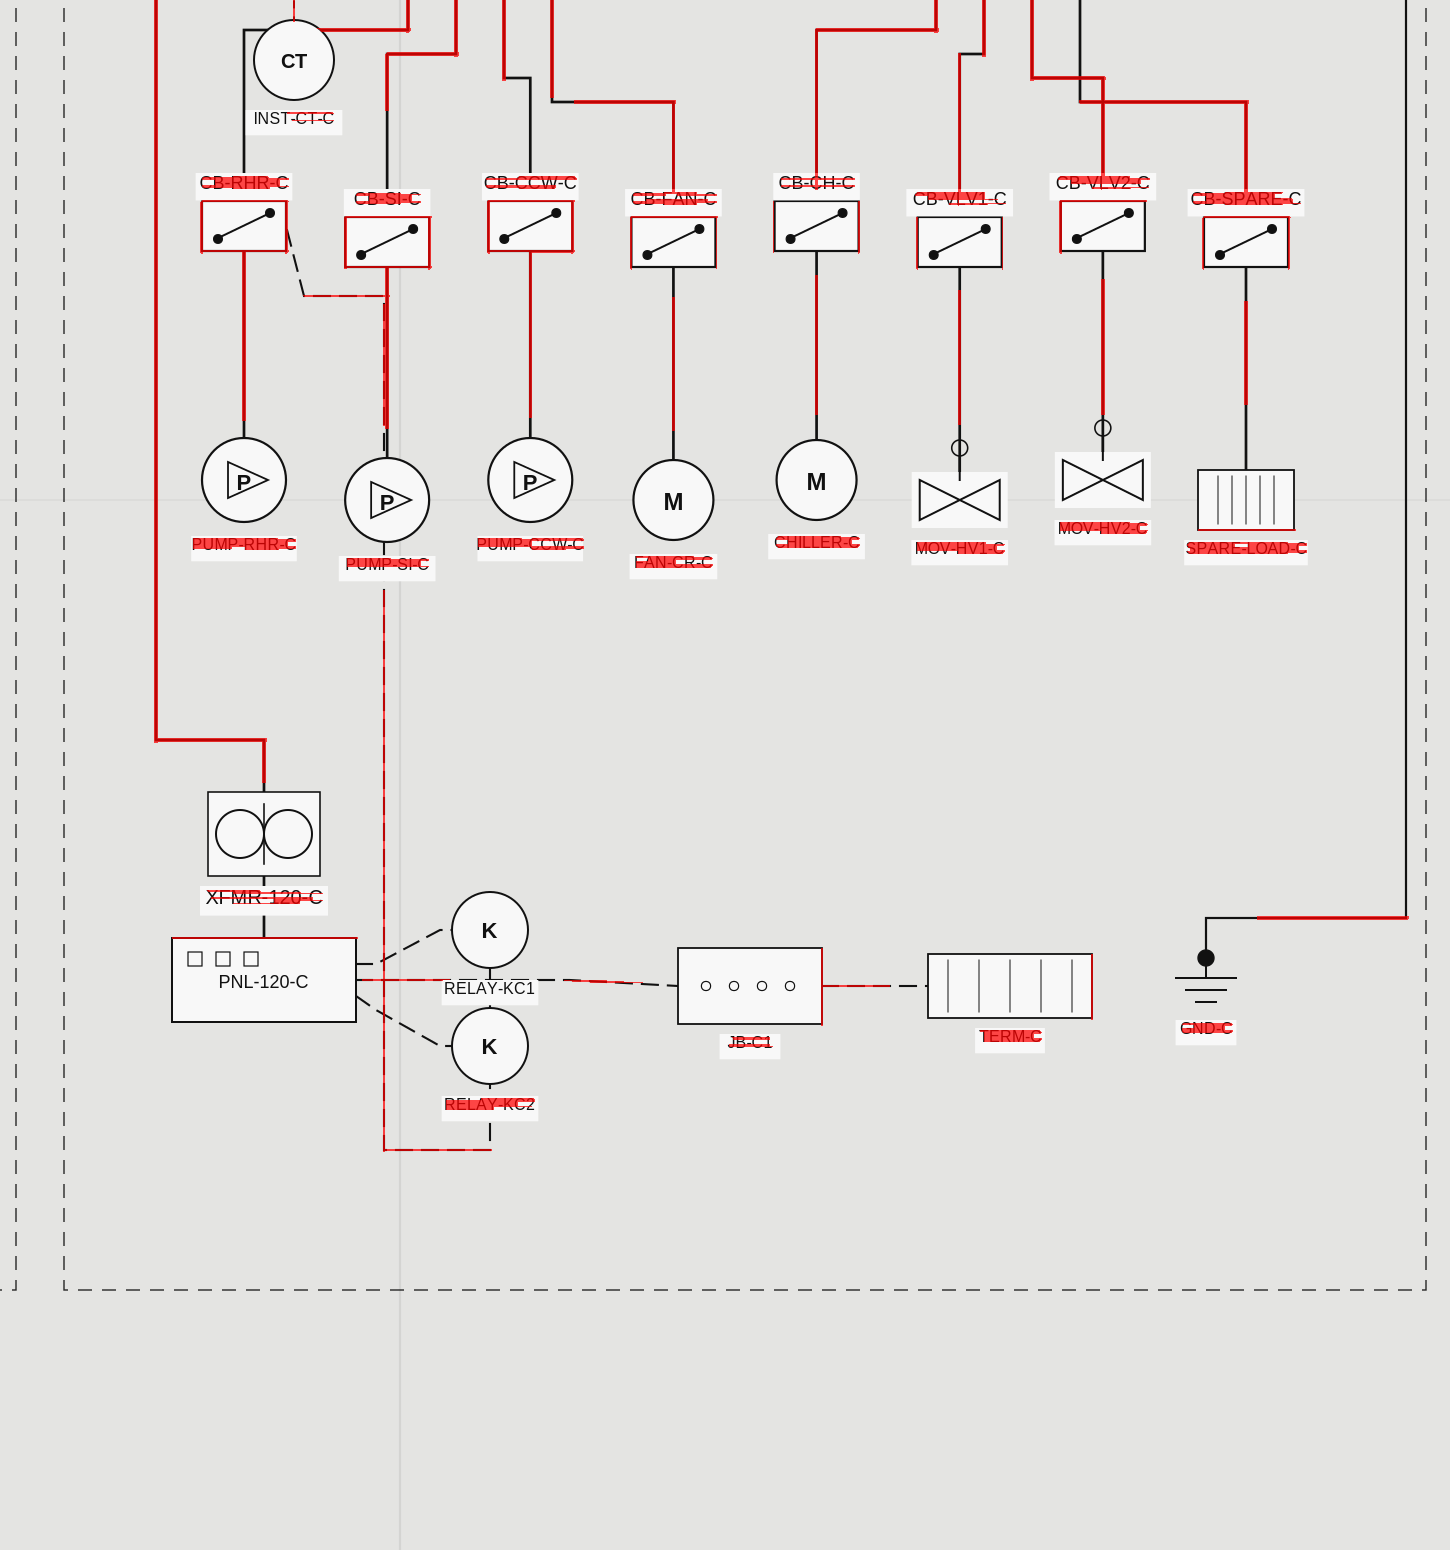 CT
INST-CT-C
CB-RHR-C
CB-SI-C
CB-CCW-C
CB-FAN-C
CB-CH-C
CB-VLV1-C
CB-VLV2-C
CB-SPARE-C
P
P
P
M
M
PUMP-RHR-C
PUMP-SI-C
PUMP-CCW-C
FAN-CR-C
CHILLER-C
MOV-HV1-C
MOV-HV2-C
SPARE-LOAD-C
XFMR-120-C
PNL-120-C
K
RELAY-KC1
K
RELAY-KC2
JB-C1
TERM-C
GND-C